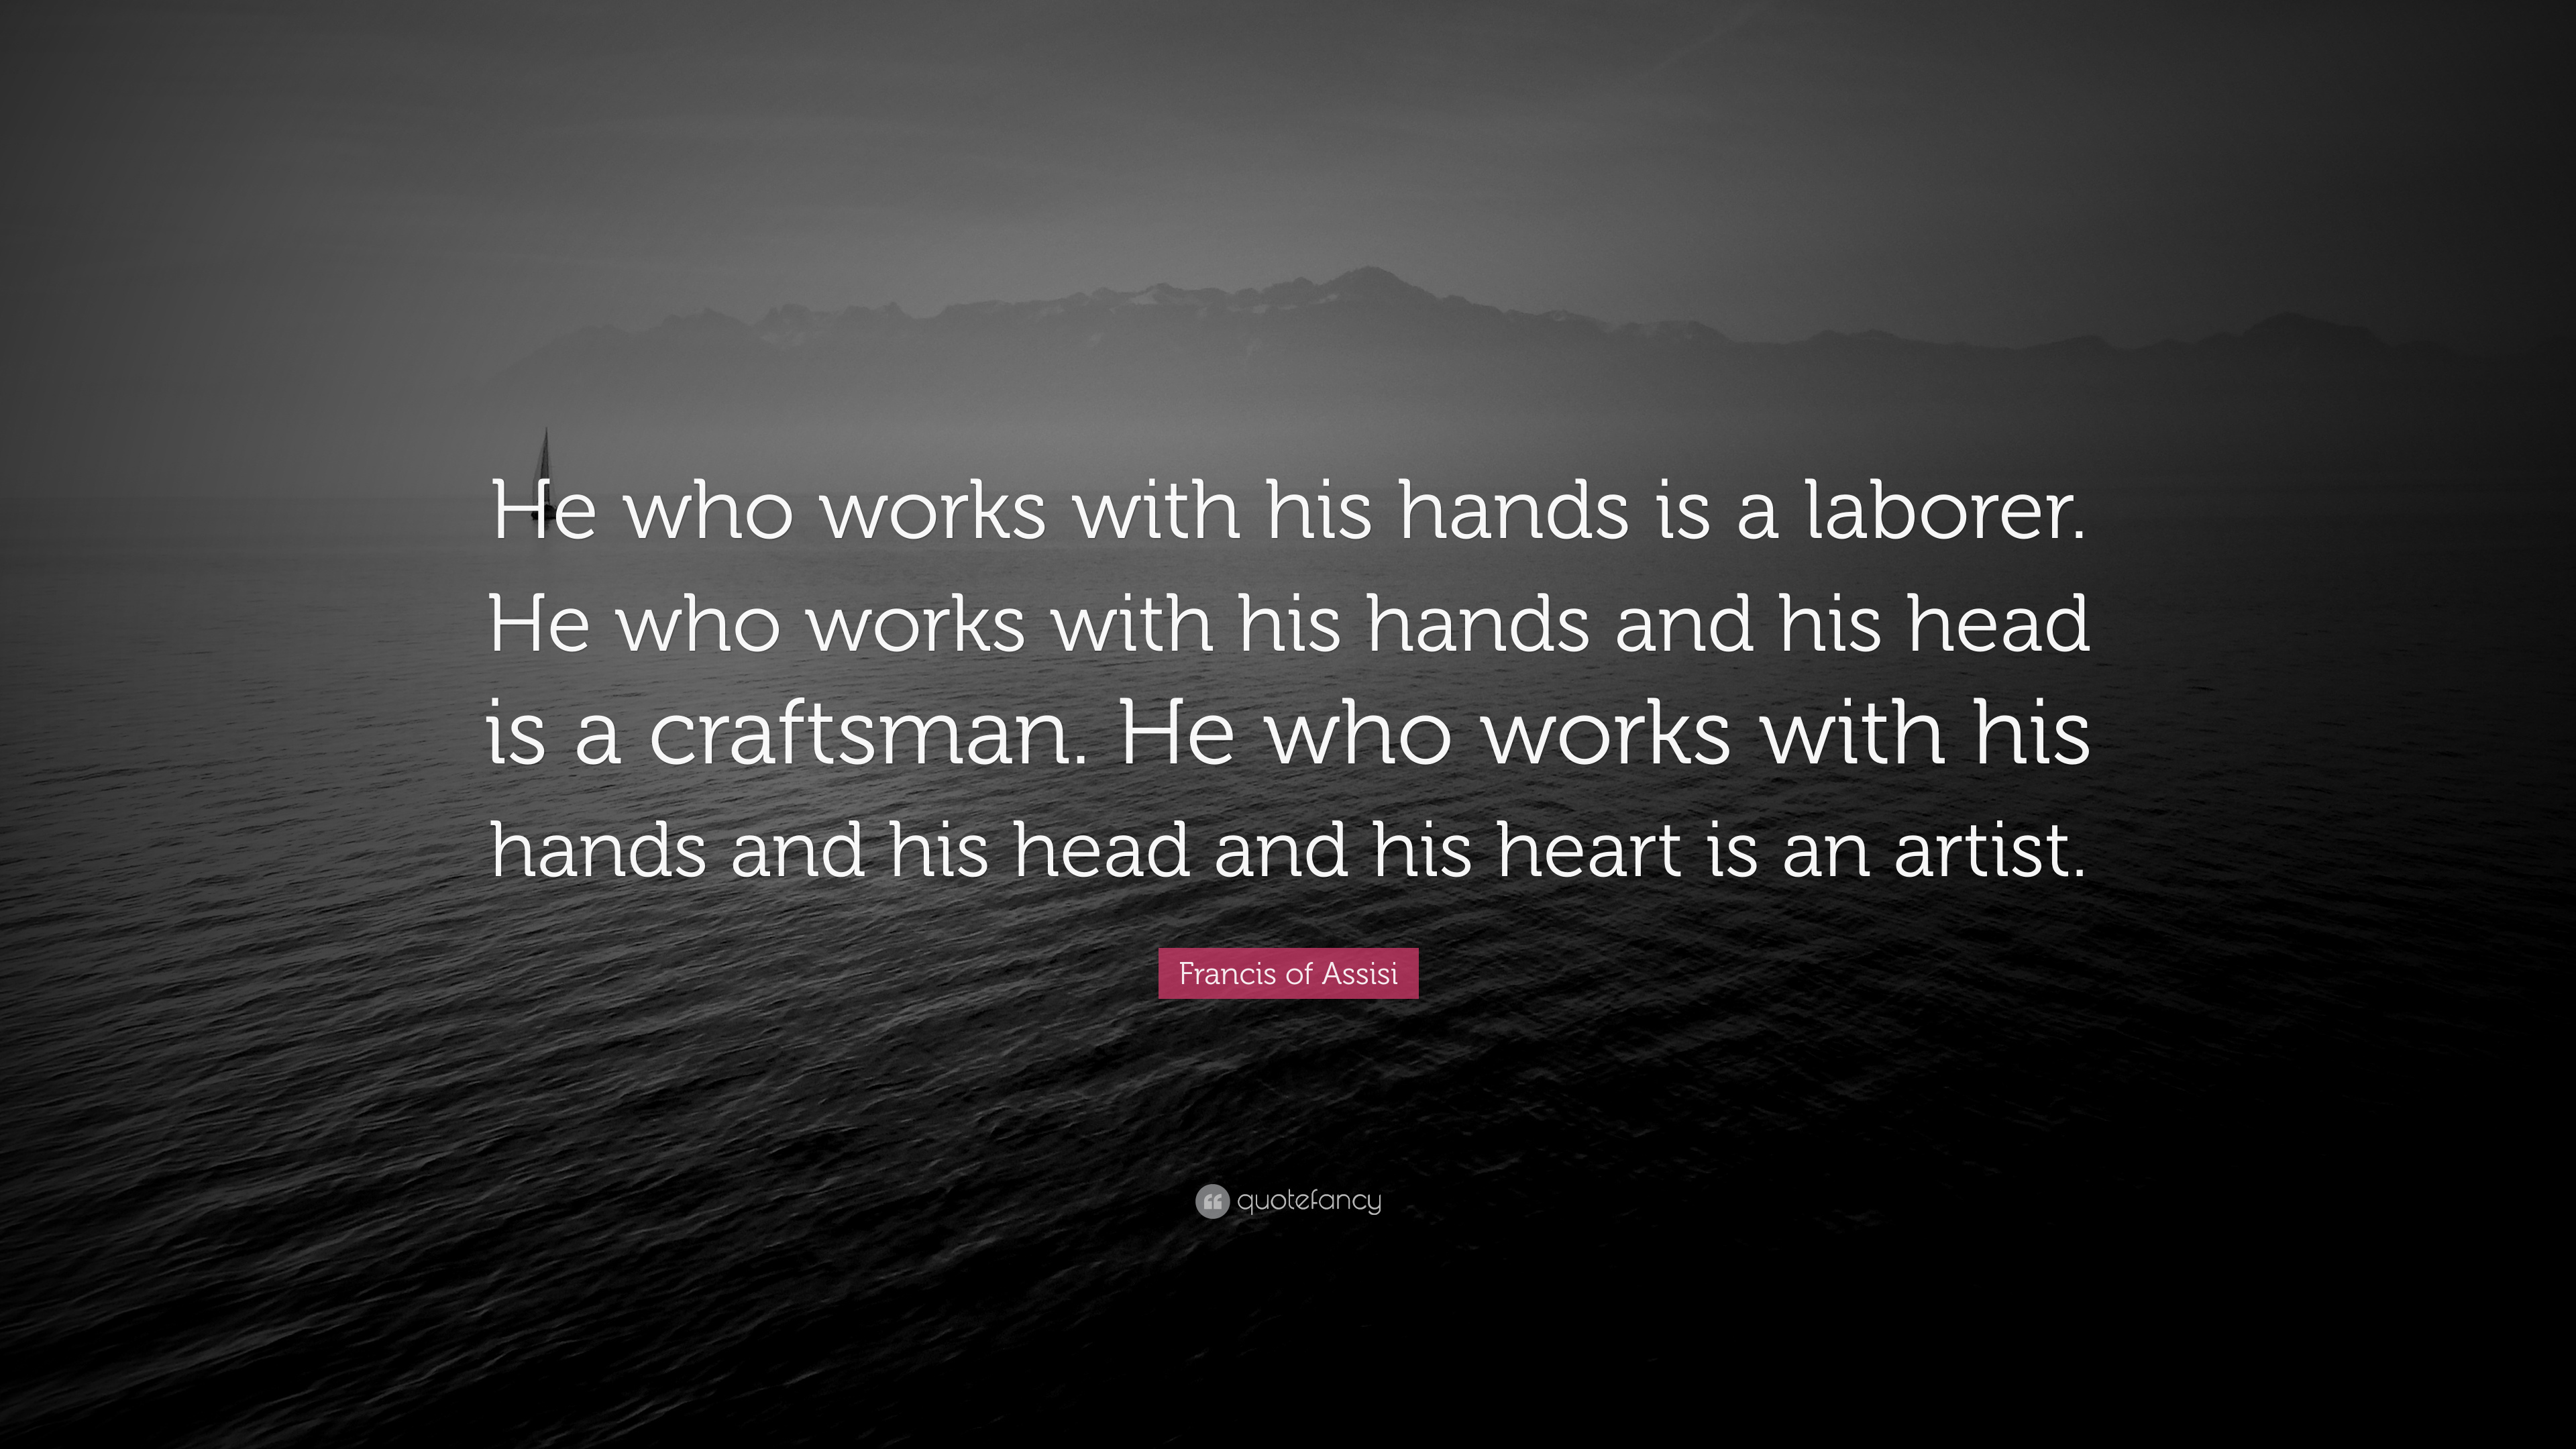 He who works with his hands is a laborer.
He who works with his hands and his head
is a craftsman. He who works with his
hands and his head and his heart is an artist.
Francis of Assisi
quotefancy